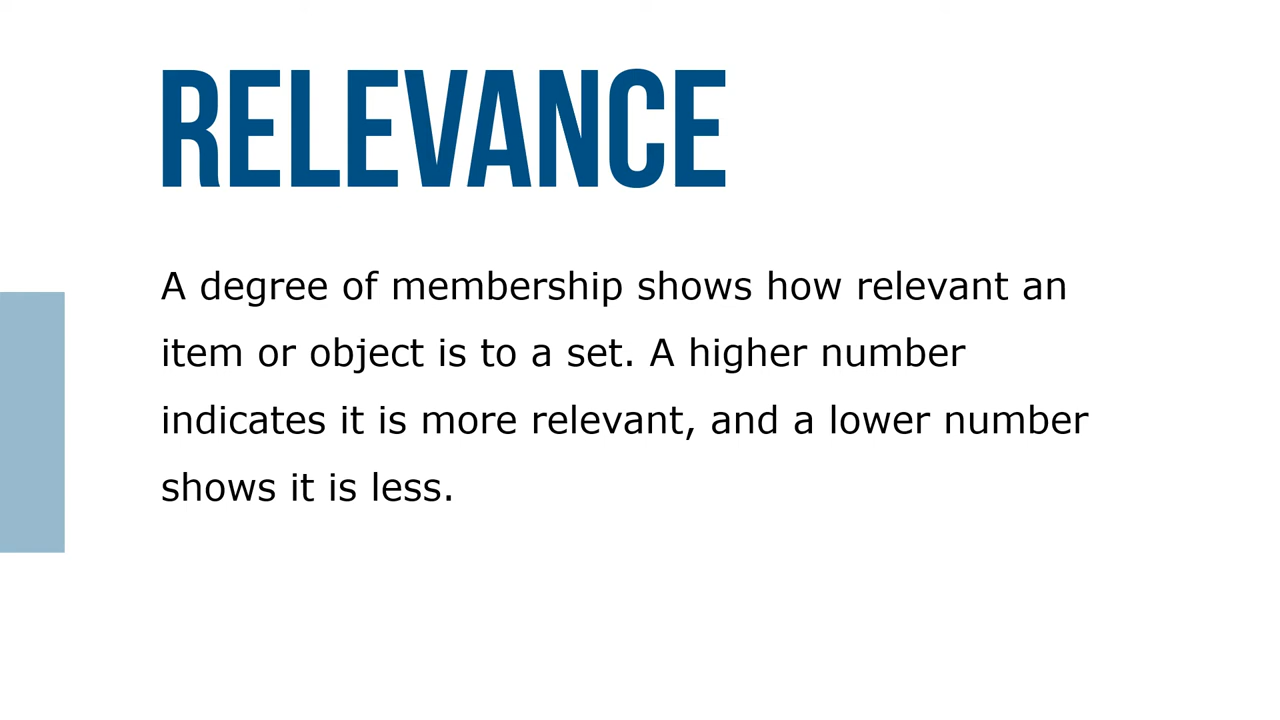 RELEVANCE
A degree of membership shows how relevant an
item or object is to a set. A higher number
indicates it is more relevant, and a lower number
shows it is less.